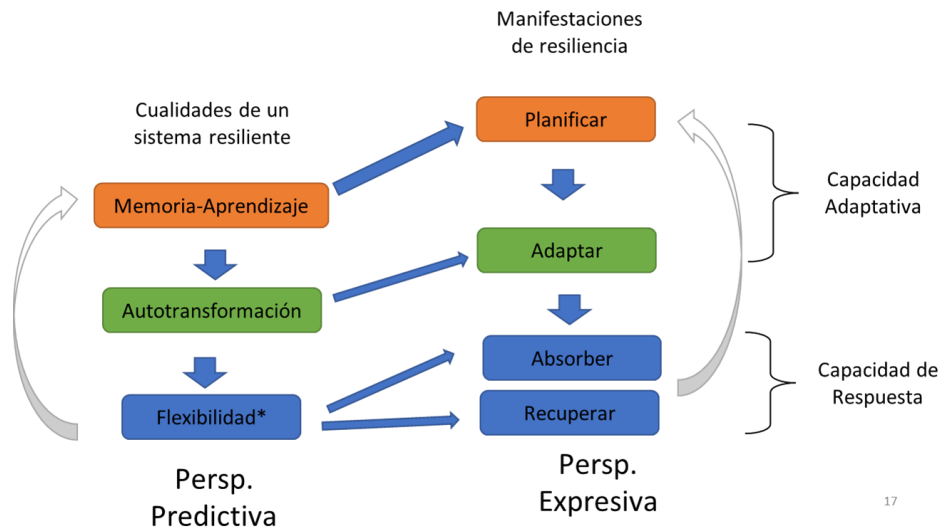 Manifestaciones
de resiliencia
Cualidades de un
sistema resiliente
Planificar
Memoria-Aprendizaje
Capacidad
Adaptativa
Adaptar
Autotransformación
Absorber
Capacidad de
Respuesta
Flexibilidad*
Recuperar
Persp.
Predictiva
Persp.
Expresiva
17